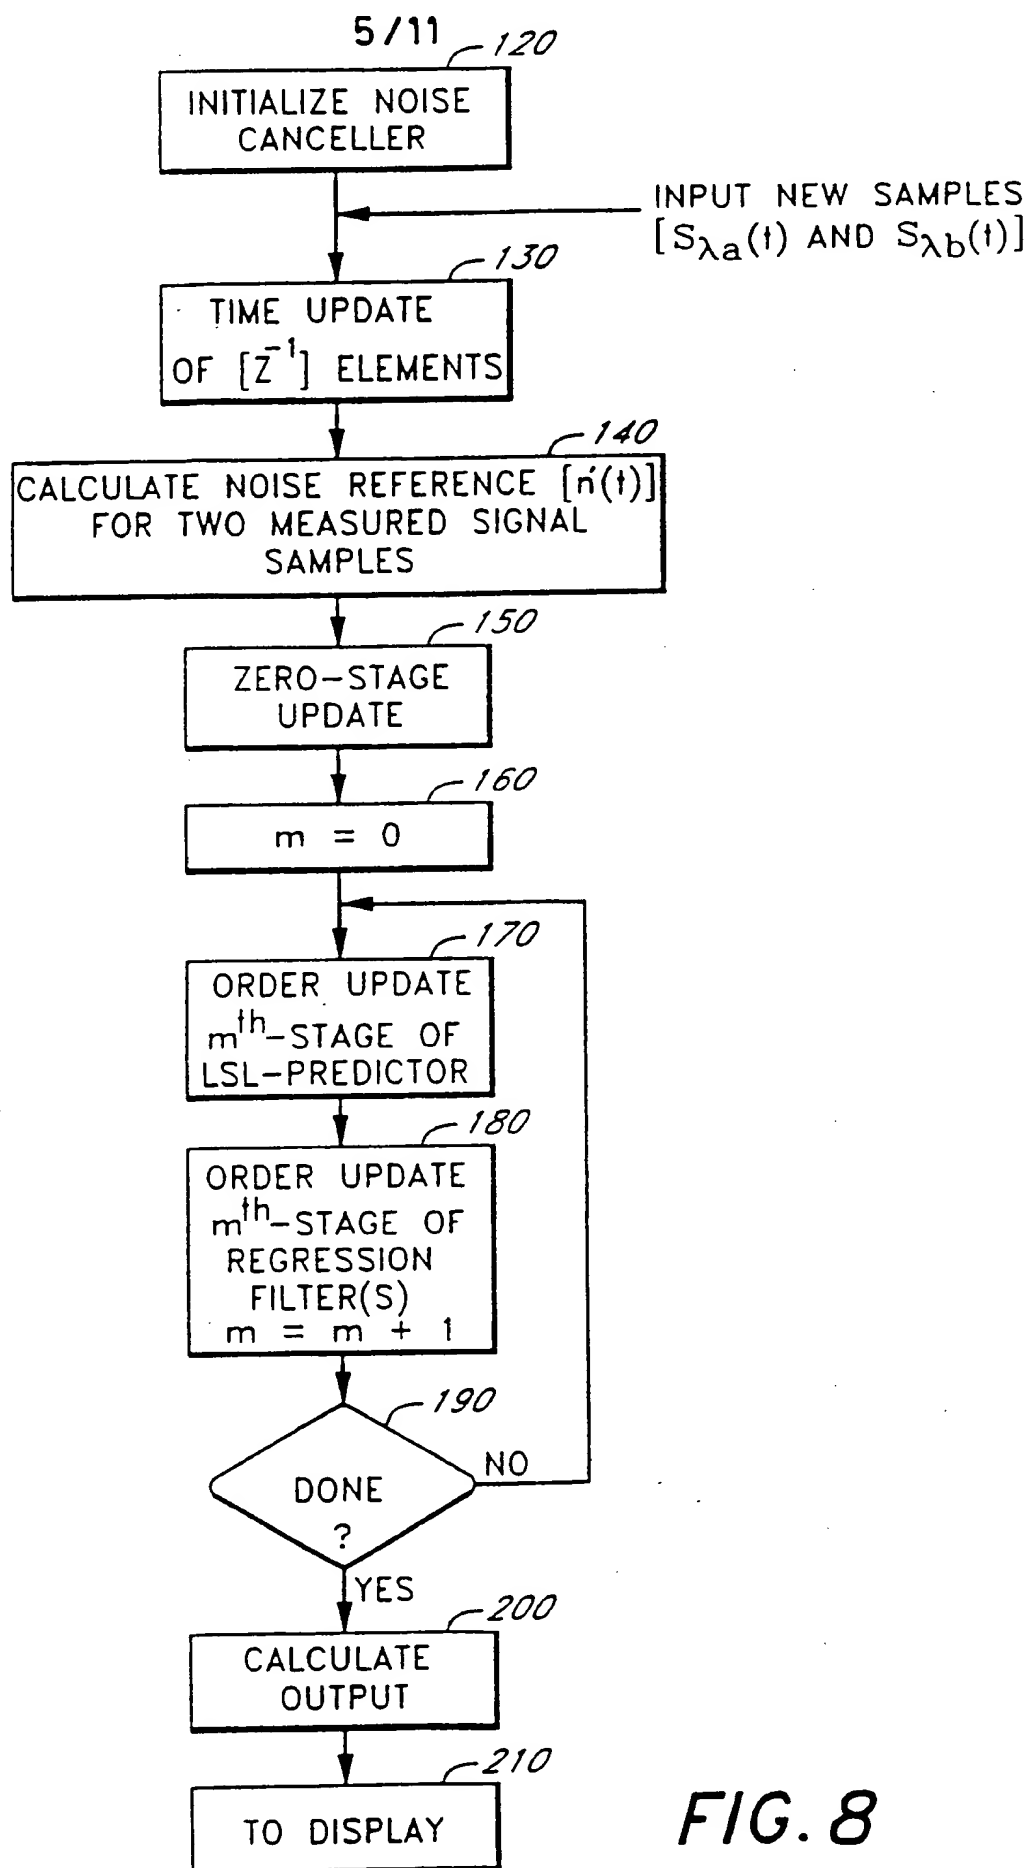 5/11
120
INITIALIZE NOISE
CANCELLER
INPUT NEW SAMPLES
[Sλa(t) AND Sλb(t)]
130
TIME UPDATE
OF [Z⁻¹] ELEMENTS
140
CALCULATE NOISE REFERENCE [n′(t)]
FOR TWO MEASURED SIGNAL
SAMPLES
150
ZERO-STAGE
UPDATE
160
m = 0
170
ORDER UPDATE
mth-STAGE OF
LSL-PREDICTOR
180
ORDER UPDATE
mth-STAGE OF
REGRESSION
FILTER(S)
m = m + 1
190
DONE
?
NO
YES
200
CALCULATE
OUTPUT
210
TO DISPLAY
FIG. 8